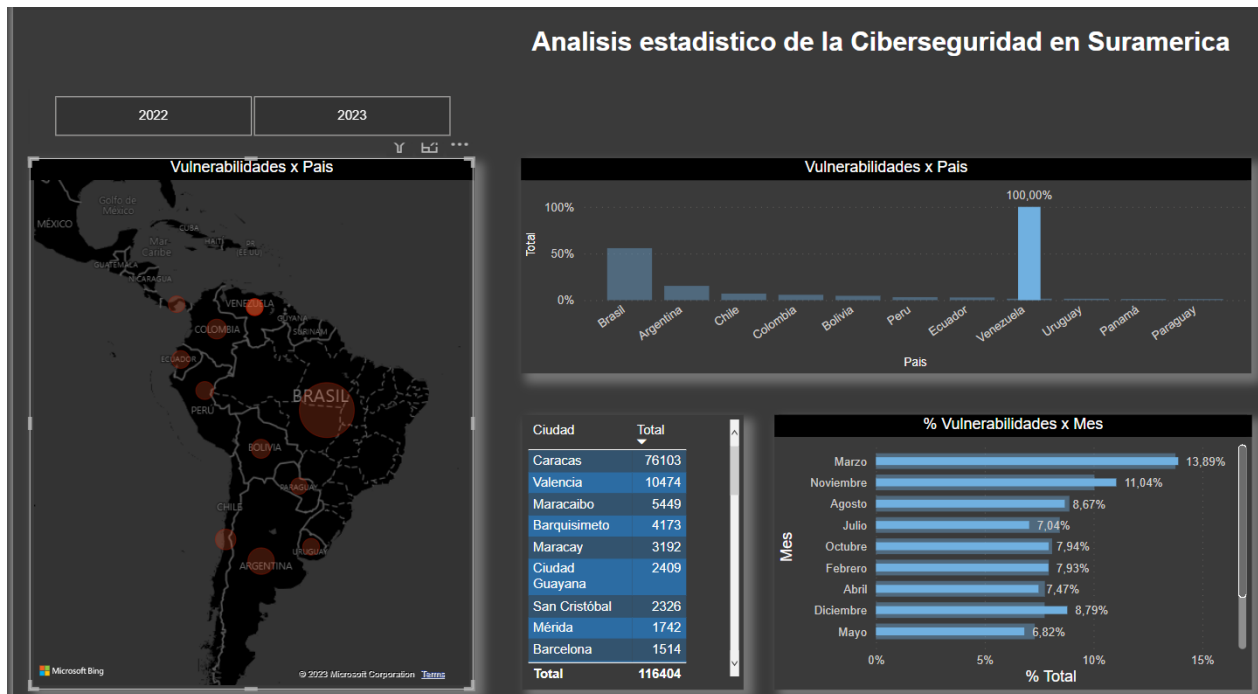 Analisis estadistico de la Ciberseguridad en Suramerica
2022
2023
Vulnerabilidades x Pais
Golfo de
México
MÉXICO
CUBA
HAITÍ
Mar
Caribe
GUATEMALA
NICARAGUA
VENEZUELA
GUYANA
SURINAM
COLOMBIA
ECUADOR
BRASIL
PERÚ
BOLIVIA
PARAGUAY
CHILE
URUGUAY
ARGENTINA
Microsoft Bing
© 2023 Microsoft Corporation Terms
Vulnerabilidades x Pais
Total
100%
50%
0%
100,00%
Brasil
Argentina
Chile
Colombia
Bolivia
Peru
Ecuador
Venezuela
Uruguay
Panamá
Paraguay
Pais
Ciudad Total
Caracas 76103
Valencia 10474
Maracaibo 5449
Barquisimeto 4173
Maracay 3192
Ciudad 2409
Guayana
San Cristóbal 2326
Mérida 1742
Barcelona 1514
Total 116404
% Vulnerabilidades x Mes
Mes
Marzo 13,89%
Noviembre 11,04%
Agosto 8,67%
Julio 7,04%
Octubre 7,94%
Febrero 7,93%
Abril 7,47%
Diciembre 8,79%
Mayo 6,82%
0% 5% 10% 15%
% Total